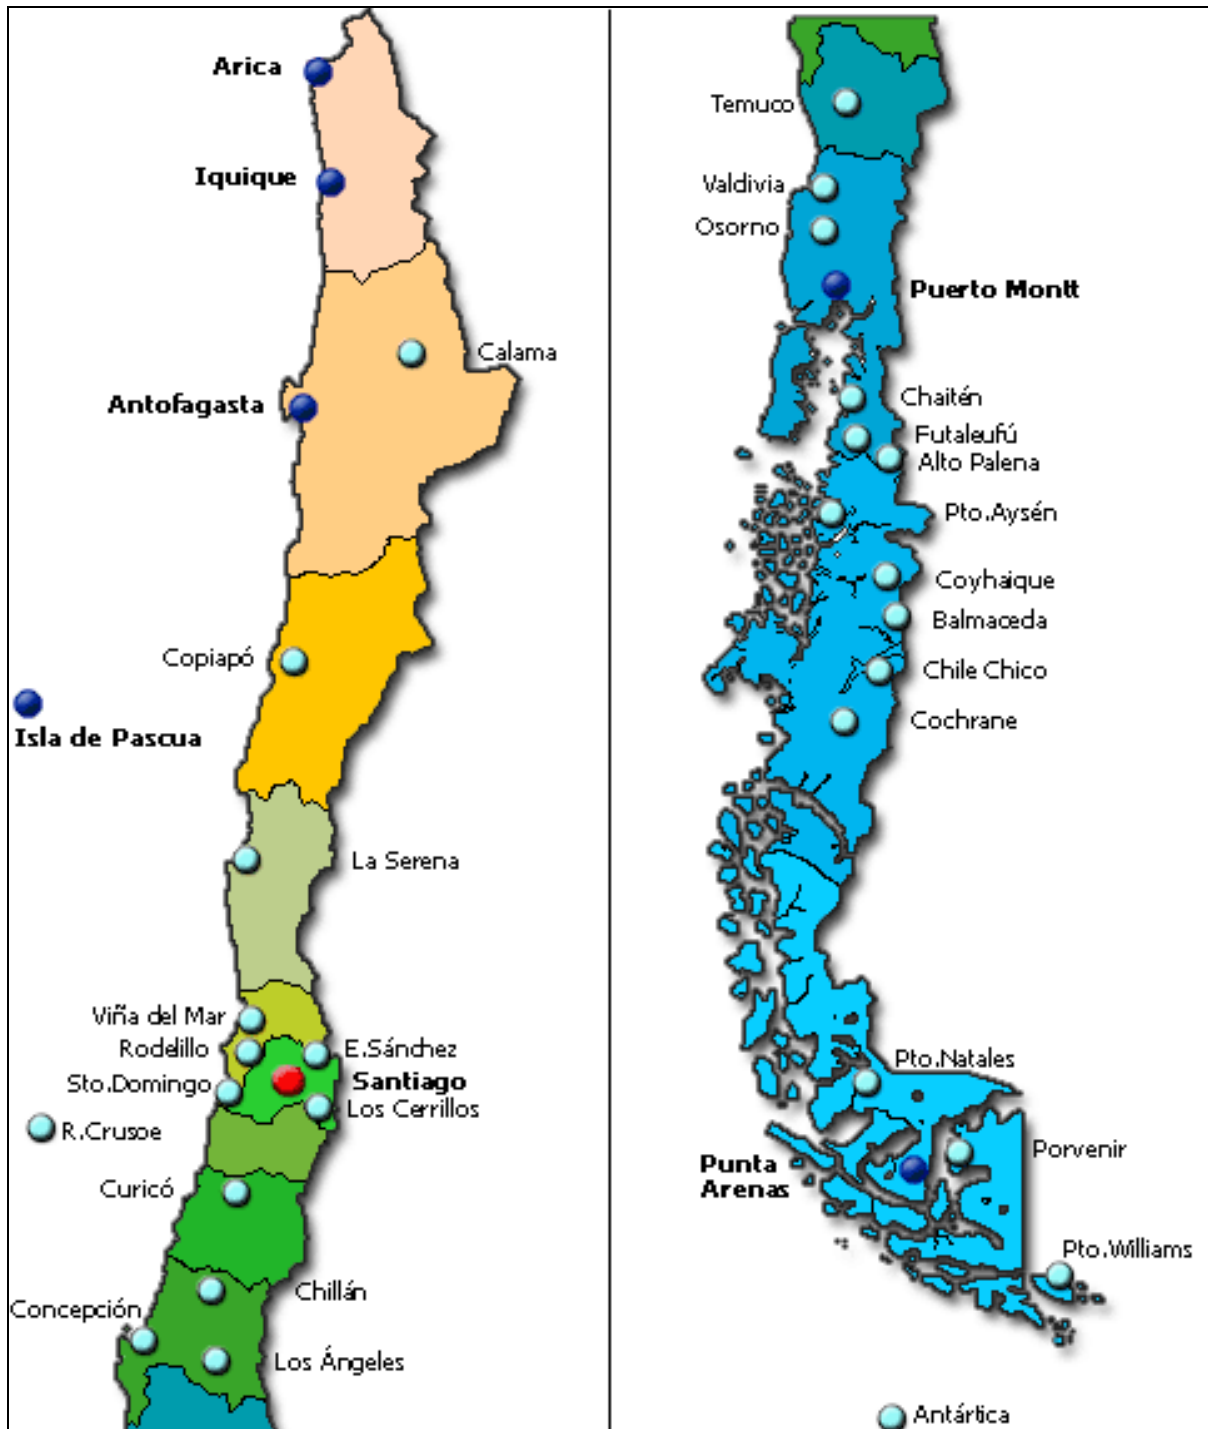 Arica
Iquique
Calama
Antofagasta
Copiapó
Isla de Pascua
La Serena
Viña del Mar
Rodelillo
E.Sánchez
Sto.Domingo
Santiago
Los Cerrillos
R.Crusoe
Curicó
Chillán
Concepción
Los Ángeles
Temuco
Valdivia
Osorno
Puerto Montt
Chaitén
Futaleufú
Alto Palena
Pto.Aysén
Coyhaique
Balmaceda
Chile Chico
Cochrane
Pto.Natales
Porvenir
Punta
Arenas
Pto.Williams
Antártica